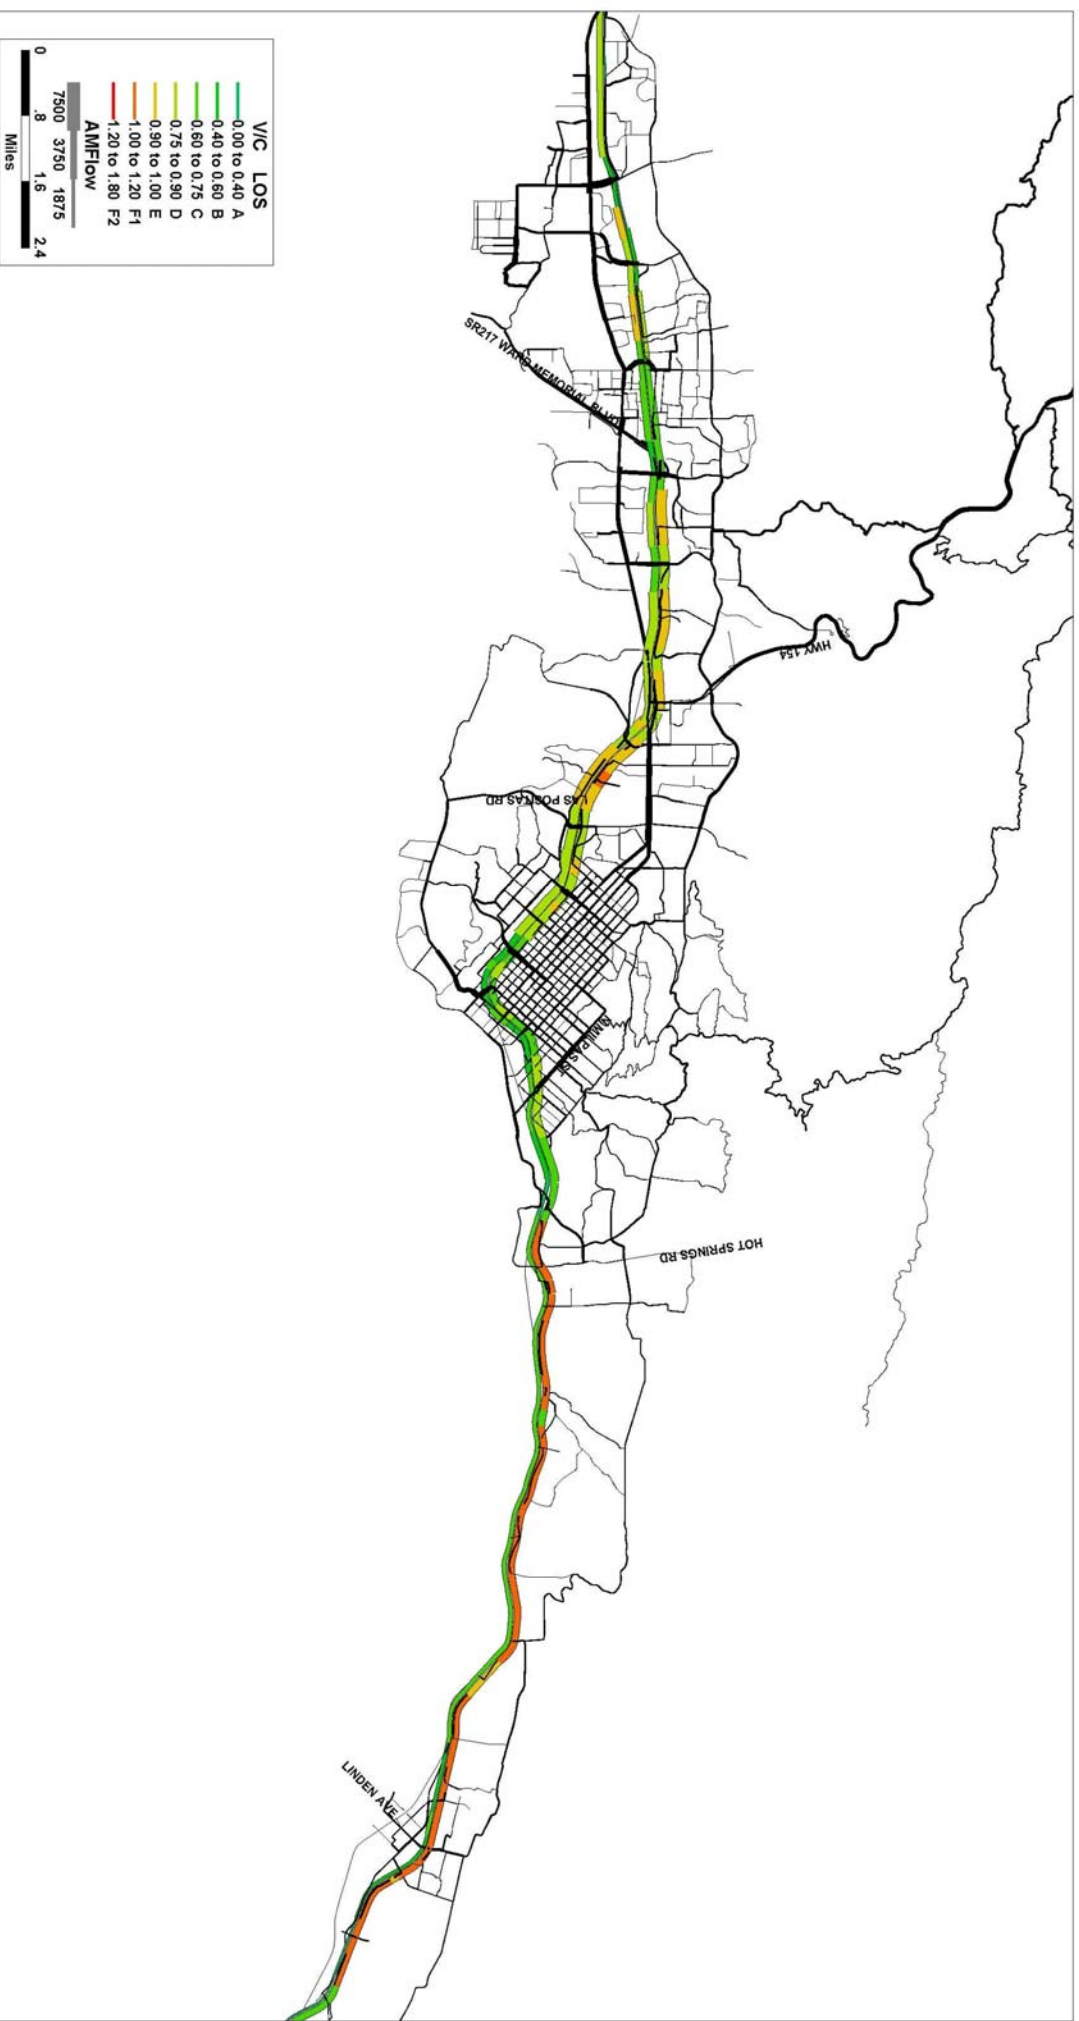 SR217 WARD MEMORIAL BLVD
HWY 154
LAS POSITAS RD
N MILPAS ST
HOT SPRINGS RD
LINDEN AVE
V/C LOS
0.00 to 0.40 A
0.40 to 0.60 B
0.60 to 0.75 C
0.75 to 0.90 D
0.90 to 1.00 E
1.00 to 1.20 F1
1.20 to 1.80 F2
AMFlow
7500 3750 1875
0 .8 1.6 2.4
Miles